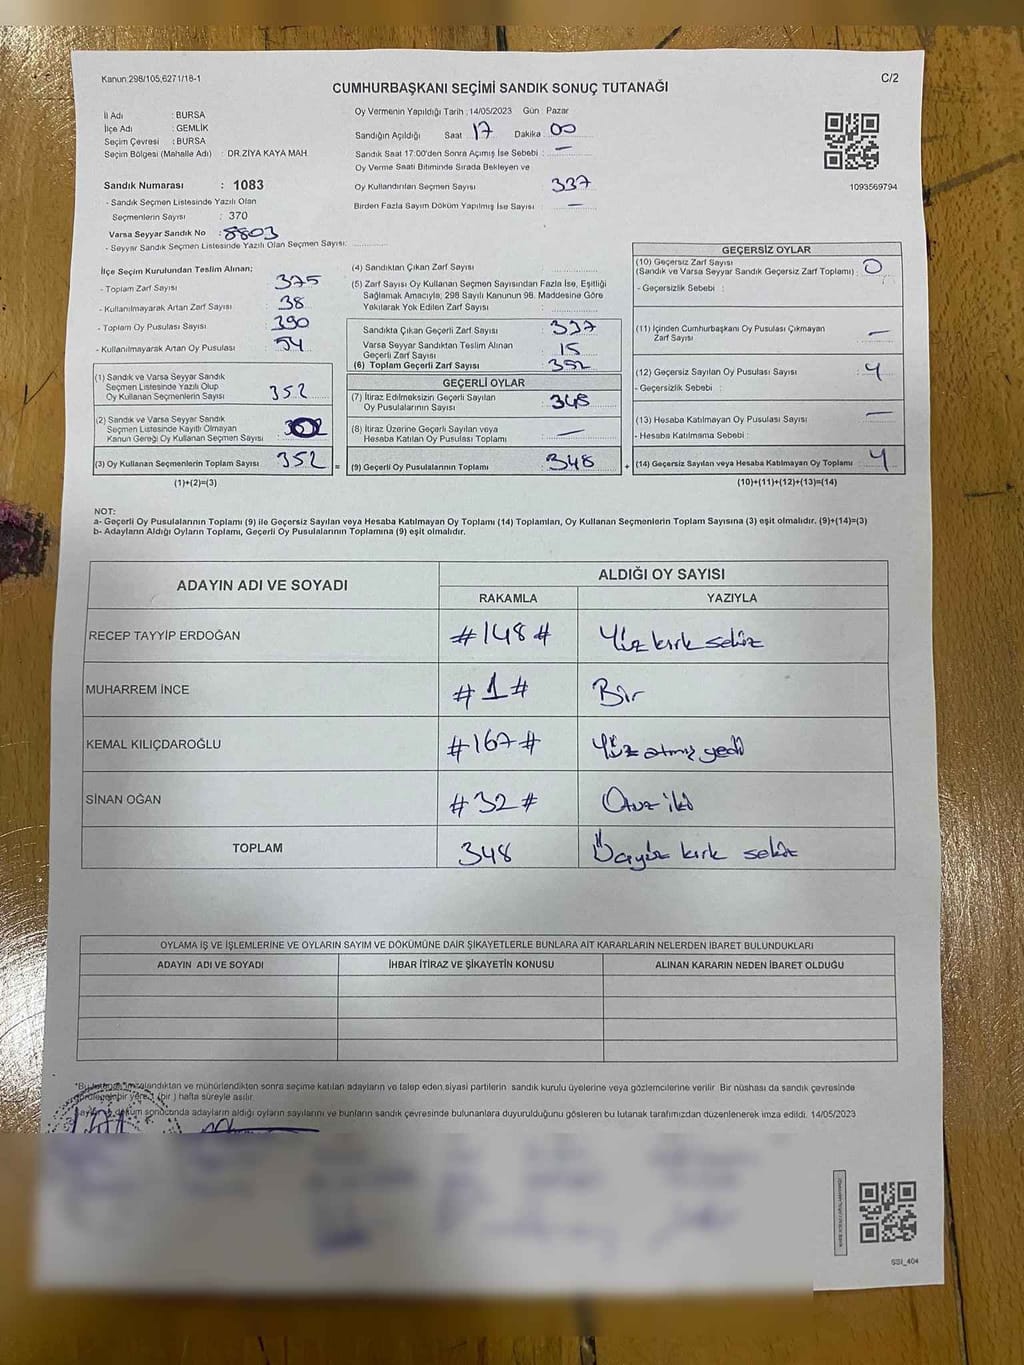 Kanun 298/105,6271/18-1
C/2
CUMHURBAŞKANI SEÇİMİ SANDIK SONUÇ TUTANAĞI
İl Adı : BURSA
İlçe Adı : GEMLİK
Seçim Çevresi : BURSA
Seçim Bölgesi (Mahalle Adı) : DR.ZİYA KAYA MAH
Sandık Numarası : 1083
- Sandık Seçmen Listesinde Yazılı Olan
Seçmenlerin Sayısı : 370
Varsa Seyyar Sandık No : 8803
- Seyyar Sandık Seçmen Listesinde Yazılı Olan Seçmen Sayısı:
Oy Vermenin Yapıldığı Tarih : 14/05/2023 Gün : Pazar
Sandığın Açıldığı Saat 17 Dakika 00
Sandık Saat 17:00'den Sonra Açımış İse Sebebi : —
Oy Verme Saati Bitiminde Sırada Bekleyen ve
Oy Kullandırılan Seçmen Sayısı 337
Birden Fazla Sayım Döküm Yapılmış İse Sayısı : —
1093569794
İlçe Seçim Kurulundan Teslim Alınan;
- Toplam Zarf Sayısı : 375
- Kullanılmayarak Artan Zarf Sayısı : 38
- Toplam Oy Pusulası Sayısı : 390
- Kullanılmayarak Artan Oy Pusulası : 54
(1) Sandık ve Varsa Seyyar Sandık
Seçmen Listesinde Yazılı Olup
Oy Kullanan Seçmenlerin Sayısı : 352
(2) Sandık ve Varsa Seyyar Sandık
Seçmen Listesinde Kayıtlı Olmayan
Kanun Gereği Oy Kullanan Seçmen Sayısı :
(3) Oy Kullanan Seçmenlerin Toplam Sayısı : 352 =
(1)+(2)=(3)
(4) Sandıktan Çıkan Zarf Sayısı :
(5) Zarf Sayısı Oy Kullanan Seçmen Sayısından Fazla İse, Eşitliği
Sağlamak Amacıyla; 298 Sayılı Kanunun 98. Maddesine Göre
Yakılarak Yok Edilen Zarf Sayısı :
Sandıkta Çıkan Geçerli Zarf Sayısı : 337
Varsa Seyyar Sandıktan Teslim Alınan
Geçerli Zarf Sayısı : 15
(6) Toplam Geçerli Zarf Sayısı : 352
GEÇERLİ OYLAR
(7) İtiraz Edilmeksizin Geçerli Sayılan
Oy Pusulalarının Sayısı : 348
(8) İtiraz Üzerine Geçerli Sayılan veya
Hesaba Katılan Oy Pusulası Toplamı : —
(9) Geçerli Oy Pusulalarının Toplamı : 348 +
GEÇERSİZ OYLAR
(10) Geçersiz Zarf Sayısı
(Sandık ve Varsa Seyyar Sandık Geçersiz Zarf Toplamı) : 0
- Geçersizlik Sebebi :
(11) İçinden Cumhurbaşkanı Oy Pusulası Çıkmayan
Zarf Sayısı : —
(12) Geçersiz Sayılan Oy Pusulası Sayısı : 4
- Geçersizlik Sebebi :
(13) Hesaba Katılmayan Oy Pusulası Sayısı : —
- Hesaba Katılmama Sebebi :
(14) Geçersiz Sayılan veya Hesaba Katılmayan Oy Toplamı : 4
(10)+(11)+(12)+(13)=(14)
NOT:
a- Geçerli Oy Pusulalarının Toplamı (9) ile Geçersiz Sayılan veya Hesaba Katılmayan Oy Toplamı (14) Toplamları, Oy Kullanan Seçmenlerin Toplam Sayısına (3) eşit olmalıdır. (9)+(14)=(3)
b- Adayların Aldığı Oyların Toplamı, Geçerli Oy Pusulalarının Toplamına (9) eşit olmalıdır.
ADAYIN ADI VE SOYADI
ALDIĞI OY SAYISI
RAKAMLA YAZIYLA
RECEP TAYYİP ERDOĞAN #148# Yüz kırk sekiz
MUHARREM İNCE #1# Bir
KEMAL KILIÇDAROĞLU #167# Yüz atmış yedi
SİNAN OĞAN #32# Otuz iki
TOPLAM 348 Üçyüz kırk sekiz
OYLAMA İŞ VE İŞLEMLERİNE VE OYLARIN SAYIM VE DÖKÜMÜNE DAİR ŞİKAYETLERLE BUNLARA AİT KARARLARIN NELERDEN İBARET BULUNDUKLARI
ADAYIN ADI VE SOYADI İHBAR İTİRAZ VE ŞİKAYETİN KONUSU ALINAN KARARIN NEDEN İBARET OLDUĞU
*Bu tutanak imzalandıktan ve mühürlendikten sonra seçime katılan adayların ve talep eden siyasi partilerin sandık kurulu üyelerine veya gözlemcilerine verilir. Bir nüshası da sandık çevresinde
görülegelen bir yere 1 (bir) hafta süreyle asılır.
Sayım ve döküm sonucunda adayların aldığı oyların sayılarını ve bunların sandık çevresinde bulunanlara duyurulduğunu gösteren bu tutanak tarafımızdan düzenlenerek imza edildi. 14/05/2023
SSI_404